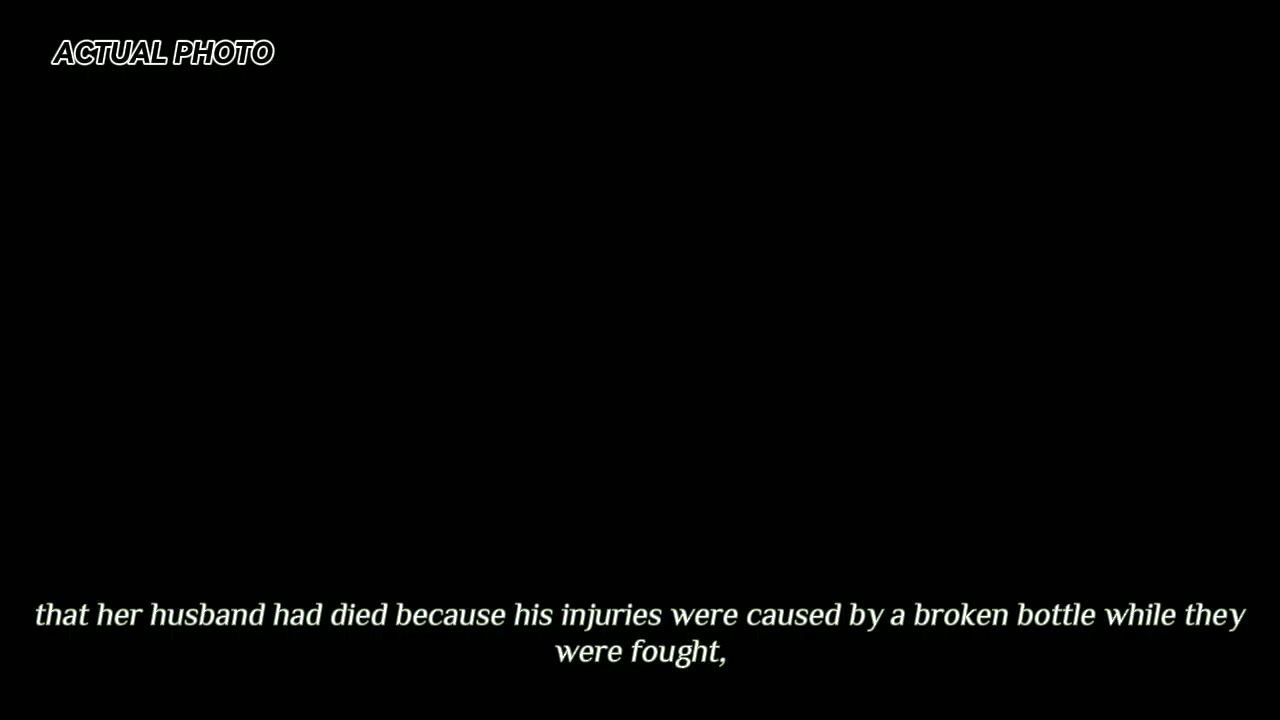 ACTUAL PHOTO
that her husband had died because his injuries were caused by a broken bottle while they
were fought,